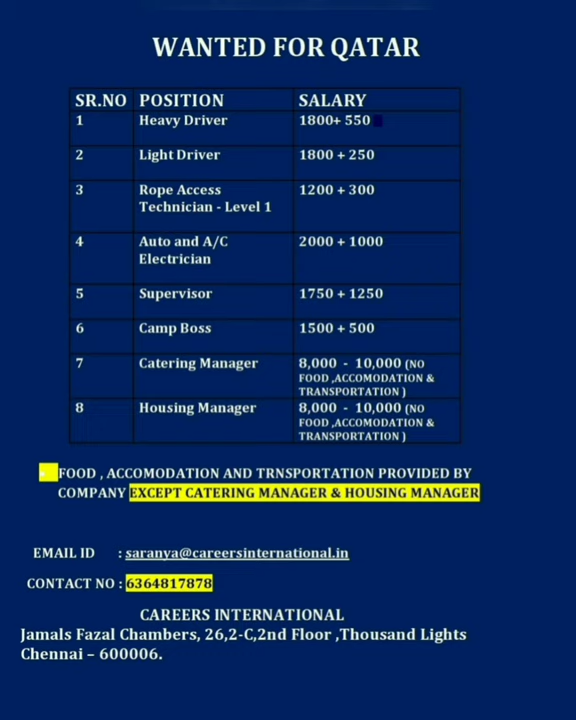 WANTED FOR QATAR
SR.NO POSITION SALARY
1 Heavy Driver 1800+ 550
2 Light Driver 1800 + 250
3 Rope Access 1200 + 300
Technician - Level 1
4 Auto and A/C 2000 + 1000
Electrician
5 Supervisor 1750 + 1250
6 Camp Boss 1500 + 500
7 Catering Manager 8,000 - 10,000 (NO
FOOD ,ACCOMODATION &
TRANSPORTATION )
8 Housing Manager 8,000 - 10,000 (NO
FOOD ,ACCOMODATION &
TRANSPORTATION )
FOOD , ACCOMODATION AND TRNSPORTATION PROVIDED BY
COMPANY EXCEPT CATERING MANAGER & HOUSING MANAGER
EMAIL ID : saranya@careersinternational.in
CONTACT NO : 6364817878
CAREERS INTERNATIONAL
Jamals Fazal Chambers, 26,2-C,2nd Floor ,Thousand Lights
Chennai – 600006.